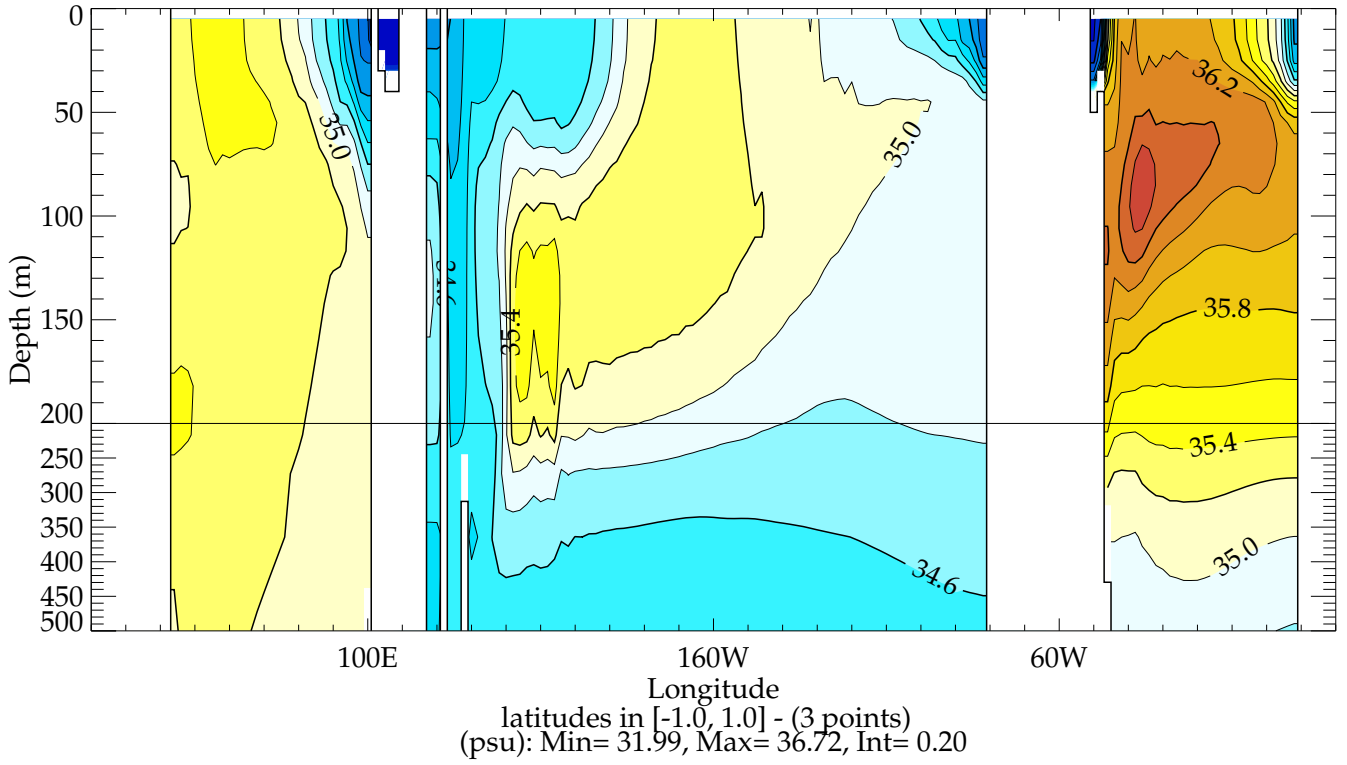 0
50
100
150
200
250
300
350
400
450
500
Depth (m)
35.0
34.6
35.4
35.0
34.6
36.2
35.8
35.4
35.0
100E
160W
60W
Longitude
latitudes in [-1.0, 1.0] - (3 points)
(psu): Min= 31.99, Max= 36.72, Int= 0.20